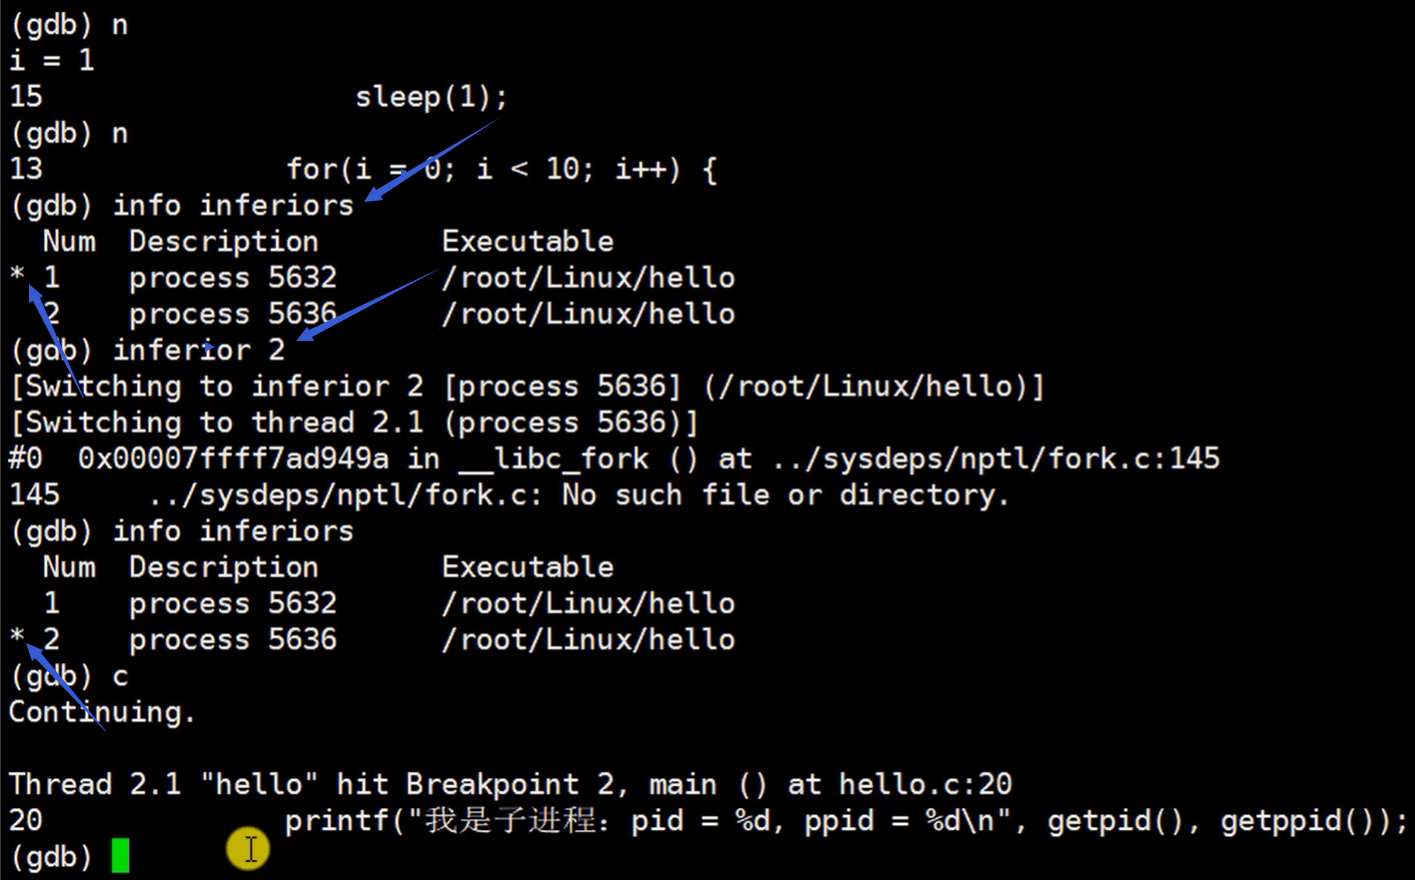 (gdb) n
i = 1
15                    sleep(1);
(gdb) n
13                for(i = 0; i < 10; i++) {
(gdb) info inferiors
  Num  Description       Executable
* 1    process 5632      /root/Linux/hello
  2    process 5636      /root/Linux/hello
(gdb) inferior 2
[Switching to inferior 2 [process 5636] (/root/Linux/hello)]
[Switching to thread 2.1 (process 5636)]
#0  0x00007ffff7ad949a in __libc_fork () at ../sysdeps/nptl/fork.c:145
145     ../sysdeps/nptl/fork.c: No such file or directory.
(gdb) info inferiors
  Num  Description       Executable
  1    process 5632      /root/Linux/hello
* 2    process 5636      /root/Linux/hello
(gdb) c
Continuing.
Thread 2.1 "hello" hit Breakpoint 2, main () at hello.c:20
20              printf("我是子进程：pid = %d, ppid = %d\n", getpid(), getppid());
(gdb)